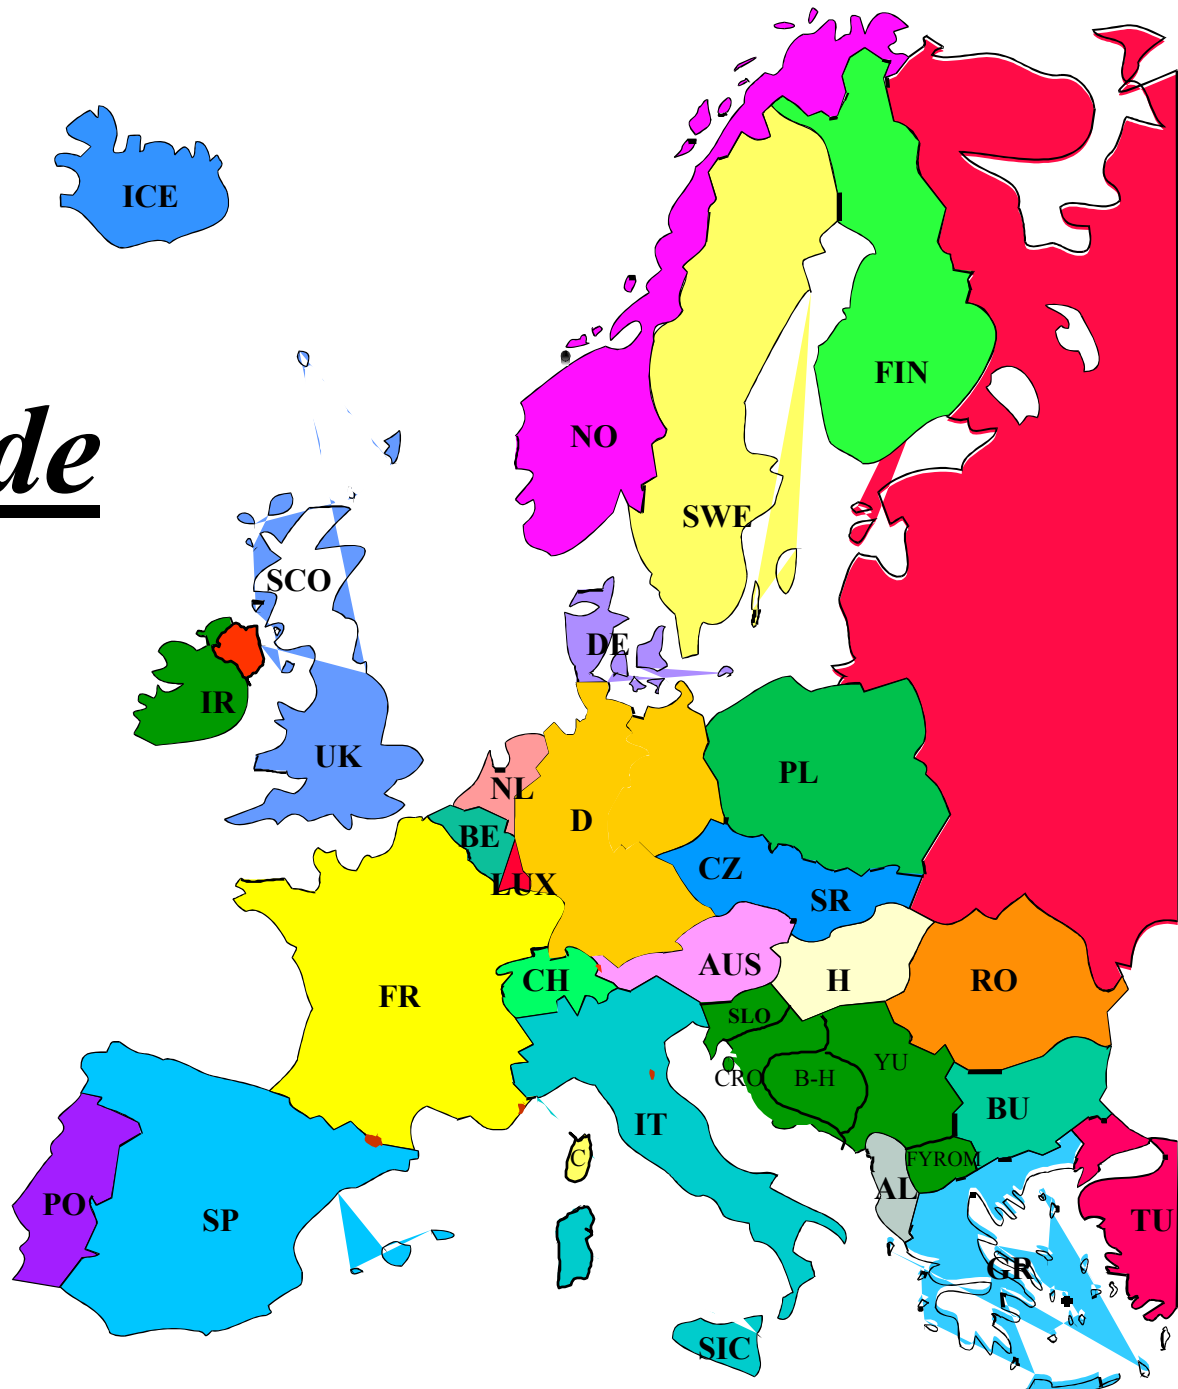 ICE
FIN
de
NO
SWE
SCO
DE
IR
UK
PL
NL
D
BE
CZ
LUX
SR
AUS
CH
H
RO
FR
SLO
YU
CRO
B-H
BU
IT
C
FYROM
AL
PO
SP
TU
GR
SIC